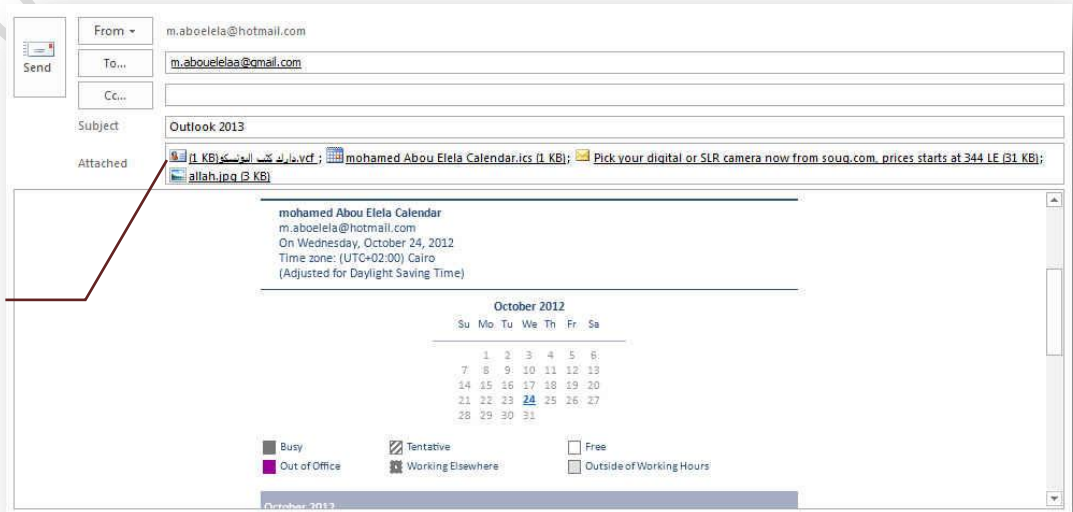 From
m.aboelela@hotmail.com
Send
To...
m.abouelelaa@gmail.com
Cc...
Subject
Outlook 2013
Attached
دارك كتب اليونسكو.vcf (1 KB); mohamed Abou Elela Calendar.ics (1 KB); Pick your digital or SLR camera now from souq.com, prices starts at 344 LE (31 KB);
allah.jpg (3 KB)
mohamed Abou Elela Calendar
m.aboelela@hotmail.com
On Wednesday, October 24, 2012
Time zone: (UTC+02:00) Cairo
(Adjusted for Daylight Saving Time)
October 2012
Su Mo Tu We Th Fr Sa
1 2 3 4 5 6
7 8 9 10 11 12 13
14 15 16 17 18 19 20
21 22 23 24 25 26 27
28 29 30 31
Busy Tentative Free
Out of Office Working Elsewhere Outside of Working Hours
October 2012